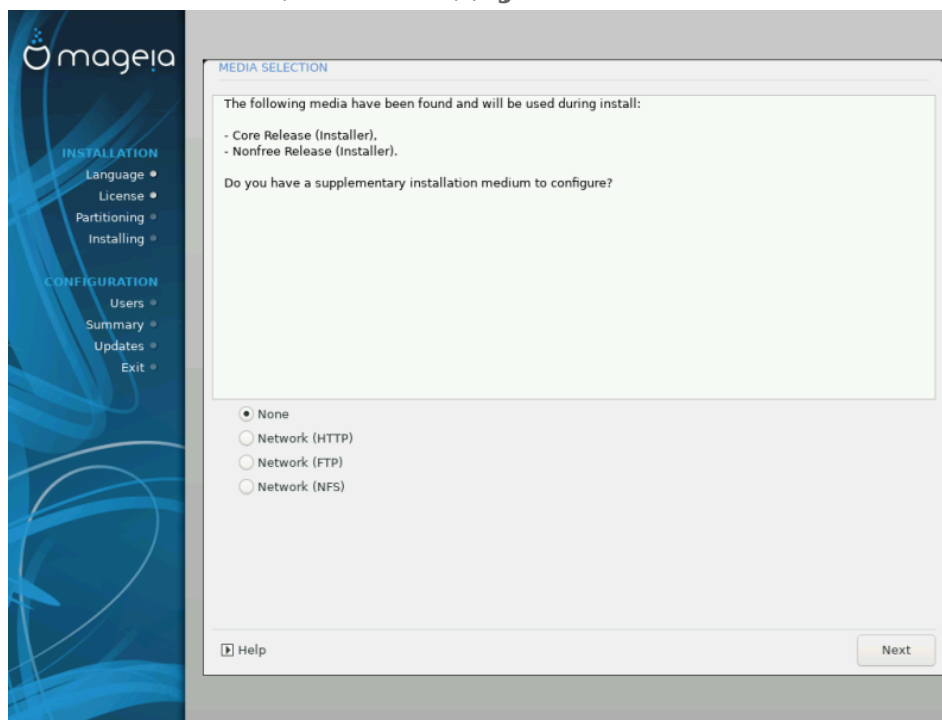 mageia
INSTALLATION
Language
License
Partitioning
Installing
CONFIGURATION
Users
Summary
Updates
Exit
MEDIA SELECTION
The following media have been found and will be used during install:
- Core Release (Installer),
- Nonfree Release (Installer).
Do you have a supplementary installation medium to configure?
None
Network (HTTP)
Network (FTP)
Network (NFS)
Help
Next